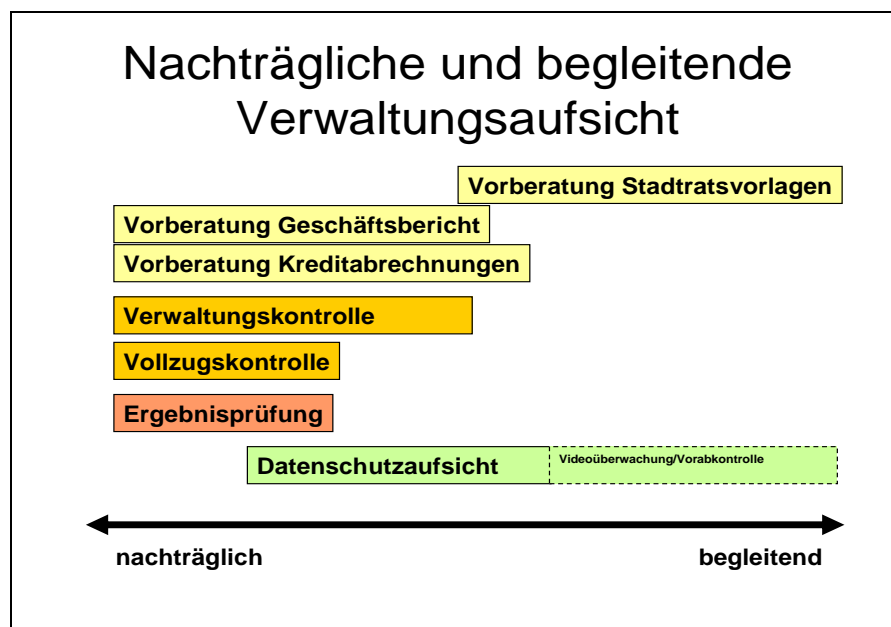 Nachträgliche und begleitende
Verwaltungsaufsicht
Vorberatung Stadtratsvorlagen
Vorberatung Geschäftsbericht
Vorberatung Kreditabrechnungen
Verwaltungskontrolle
Vollzugskontrolle
Ergebnisprüfung
Datenschutzaufsicht
Videoüberwachung/Vorabkontrolle
nachträglich
begleitend